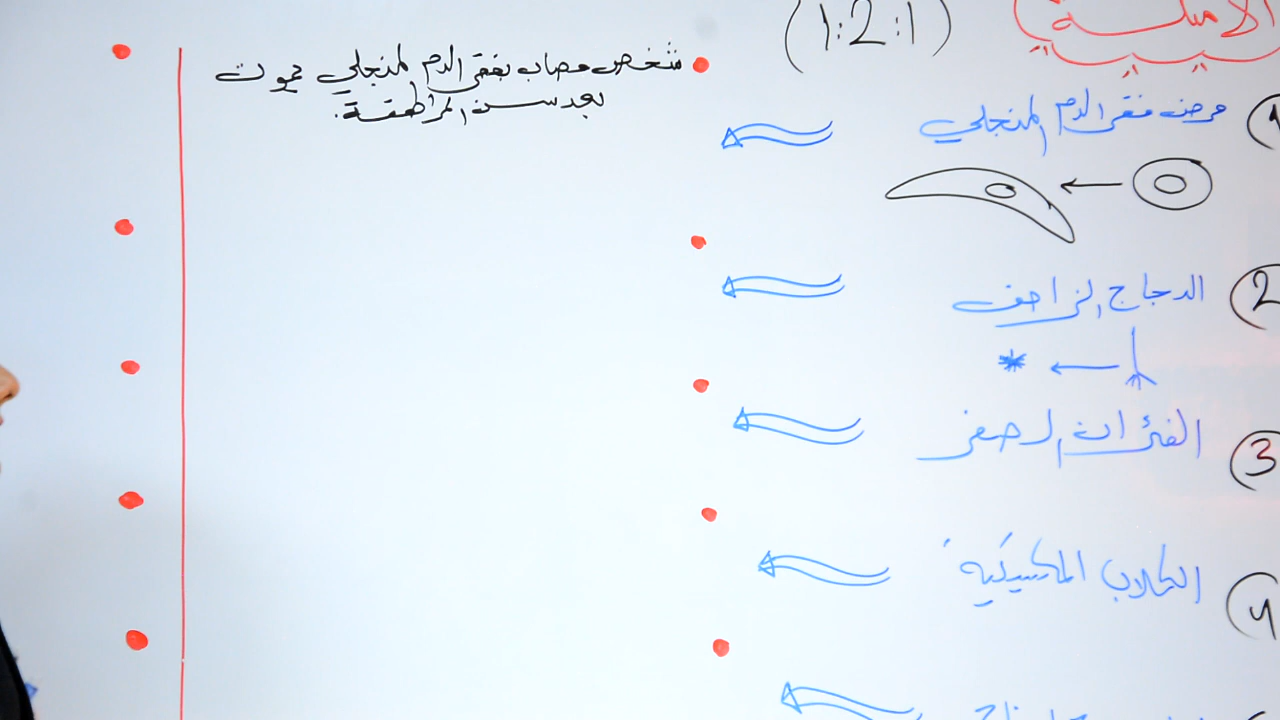 (1:2:1)
الأمثلة
1 مرض فقر الدم المنجلي
شخص مصاب بفقر الدم المنجلي يموت
بعد سن المراهقة.
2 الدجاج الزاحف
3 الفئران الصفر
4 الكلاب المكسيكية